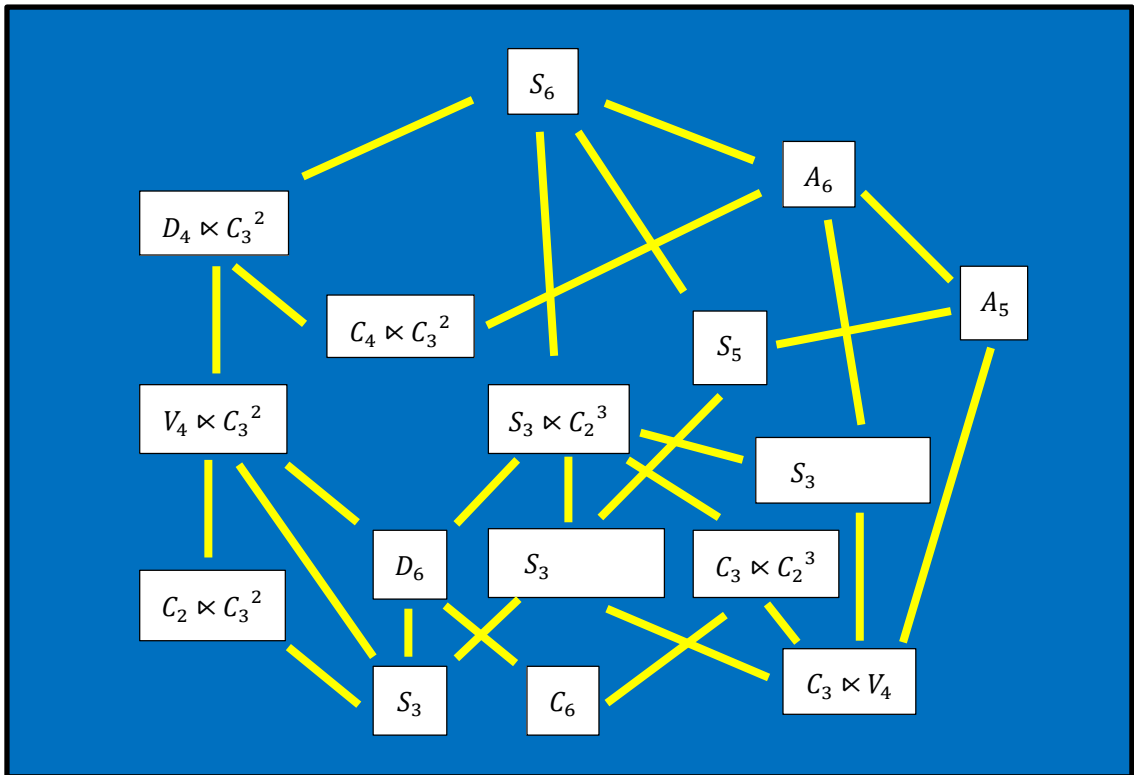 S₆
A₆
D₄ ⋉ C₃²
A₅
C₄ ⋉ C₃²
S₅
V₄ ⋉ C₃²
S₃ ⋉ C₂³
S₃
D₆
S₃
C₃ ⋉ C₂³
C₂ ⋉ C₃²
S₃
C₆
C₃ ⋉ V₄